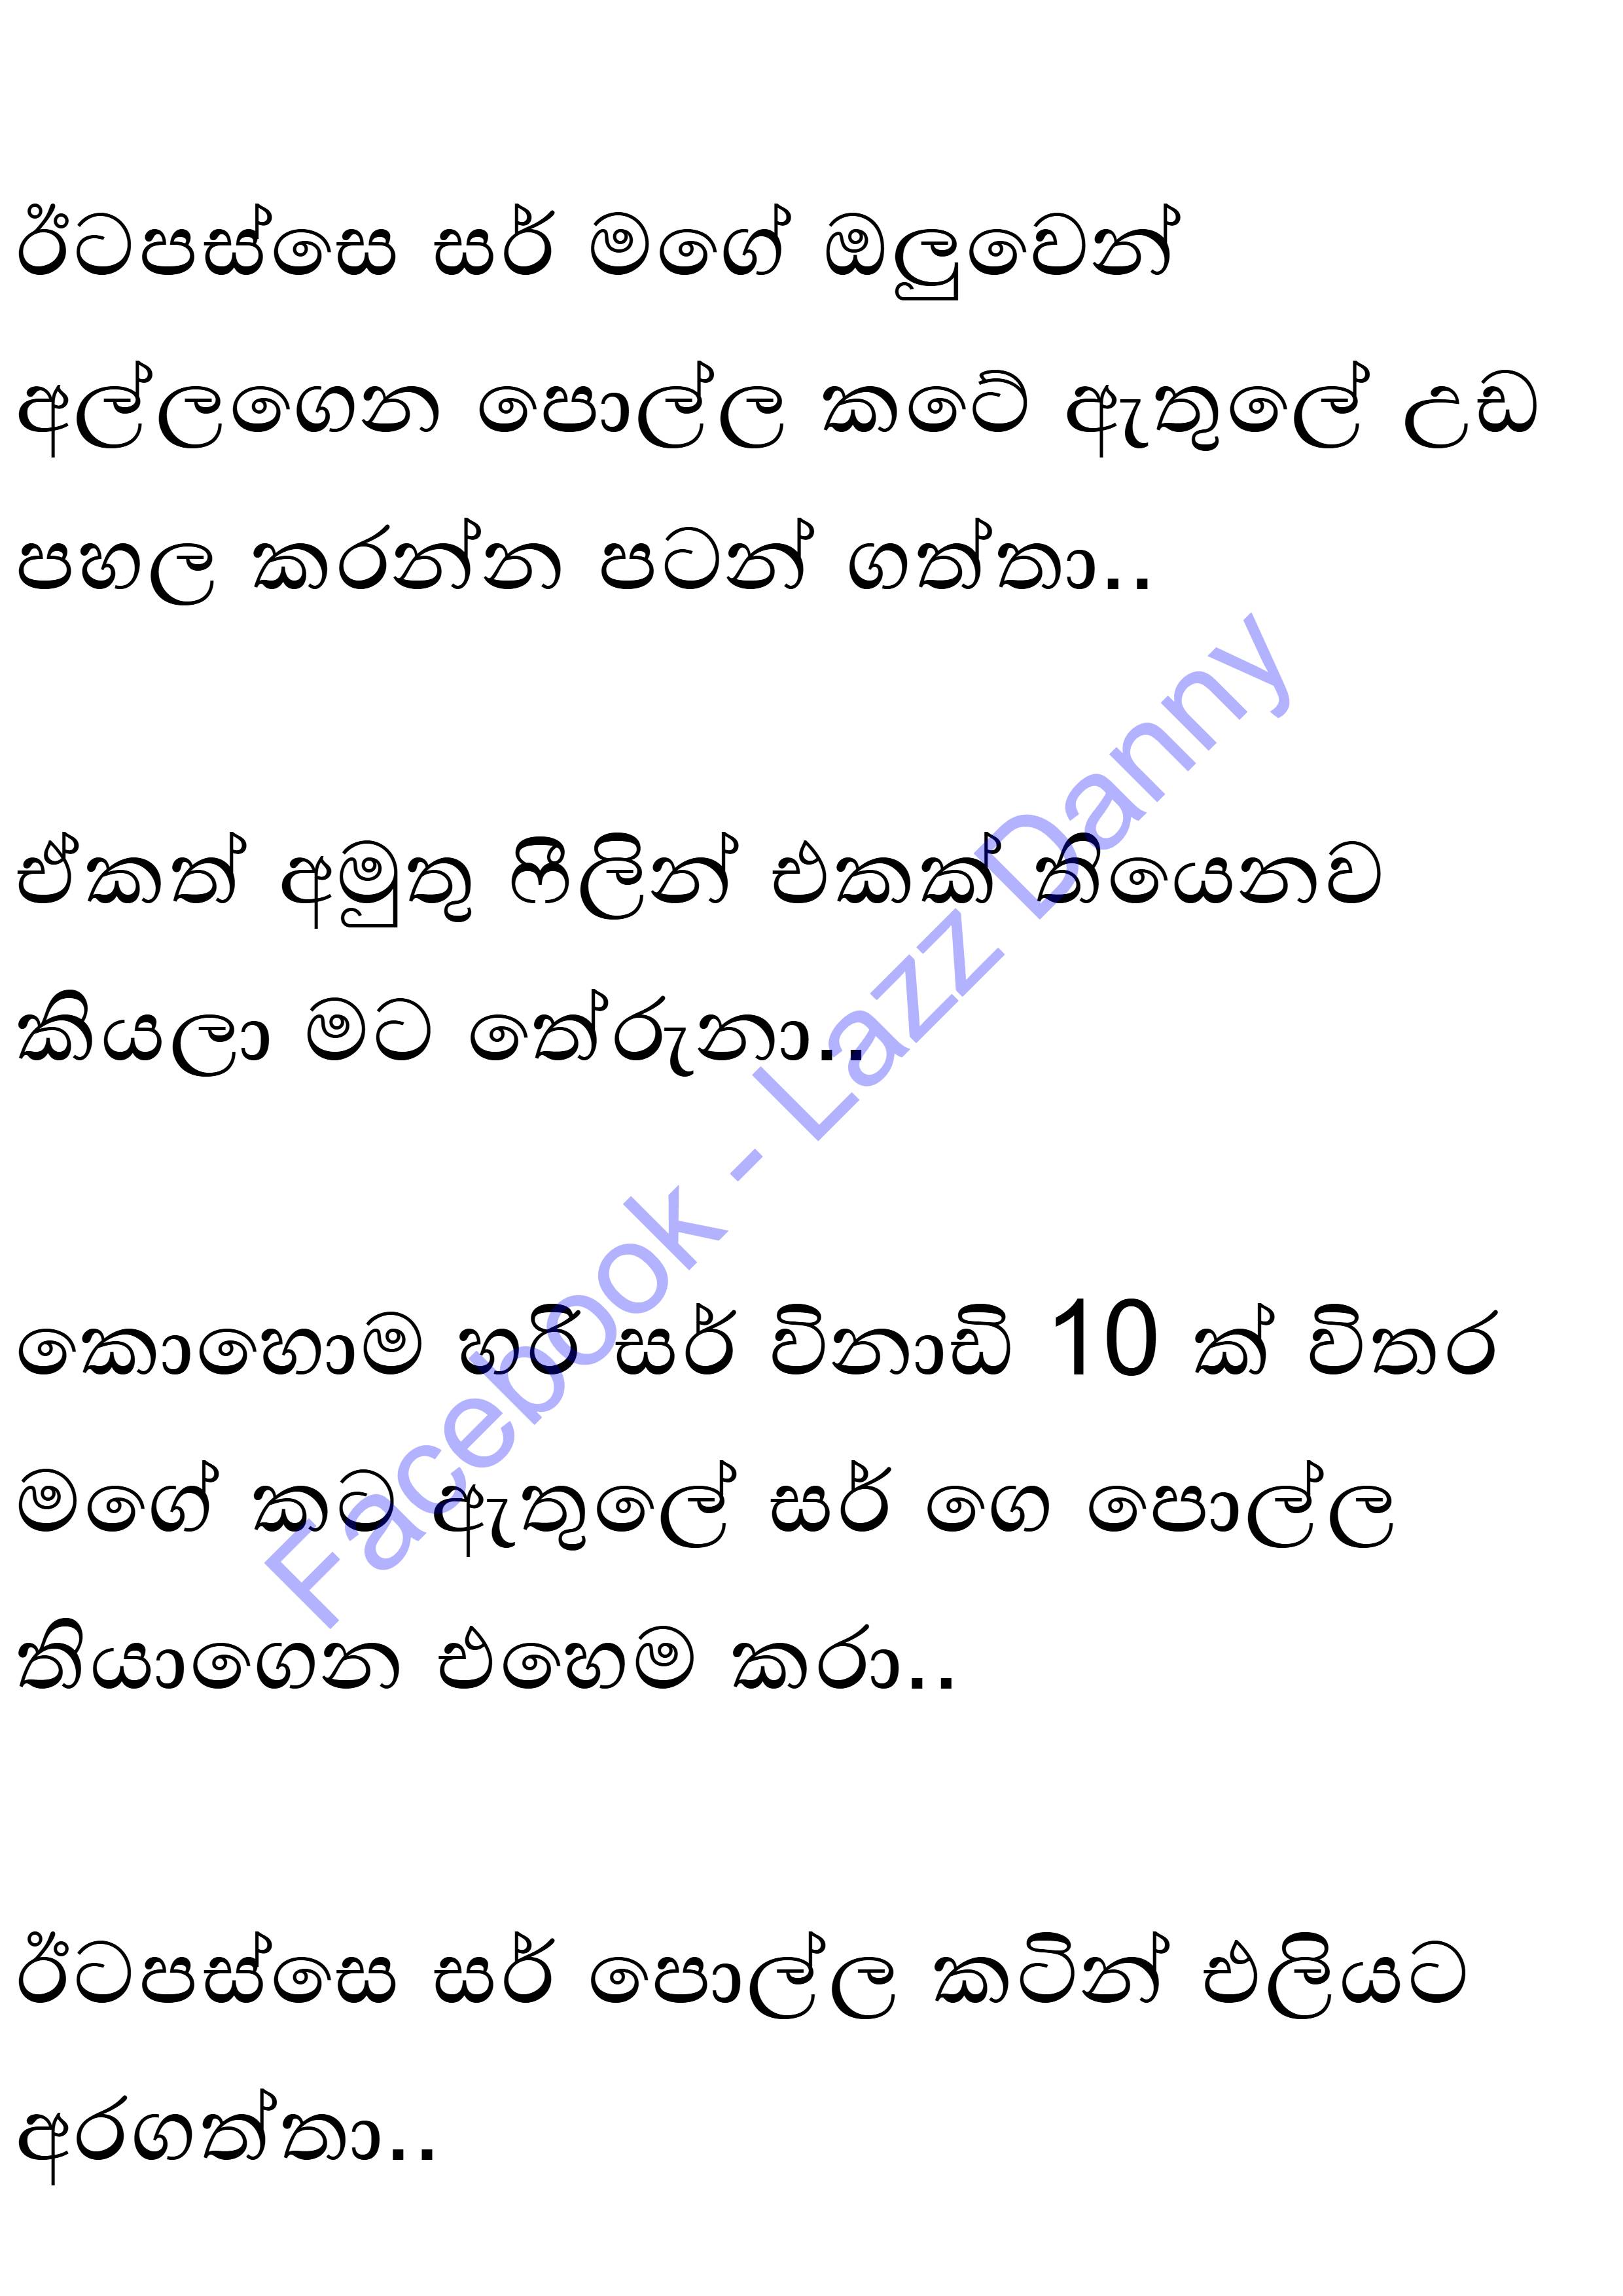 ඊටපස්සෙ සර් මගේ ඔලුවෙන්
අල්ලගෙන පොල්ල කටේ ඇතුලේ උඩ
පහල කරන්න පටන් ගත්තා..
ඒකත් අමුතු ෆීලින් එකක් තියෙනව
කියලා මට තේරුනා..
කොහොම හරි සර් විනාඩි 10 ක් විතර
මගේ කට ඇතුලේ සර් ගෙ පොල්ල
තියාගෙන එහෙම කරා..
ඊටපස්සෙ සර් පොල්ල කටින් එලියට
අරගත්තා..
Facebook - Lazz Danny